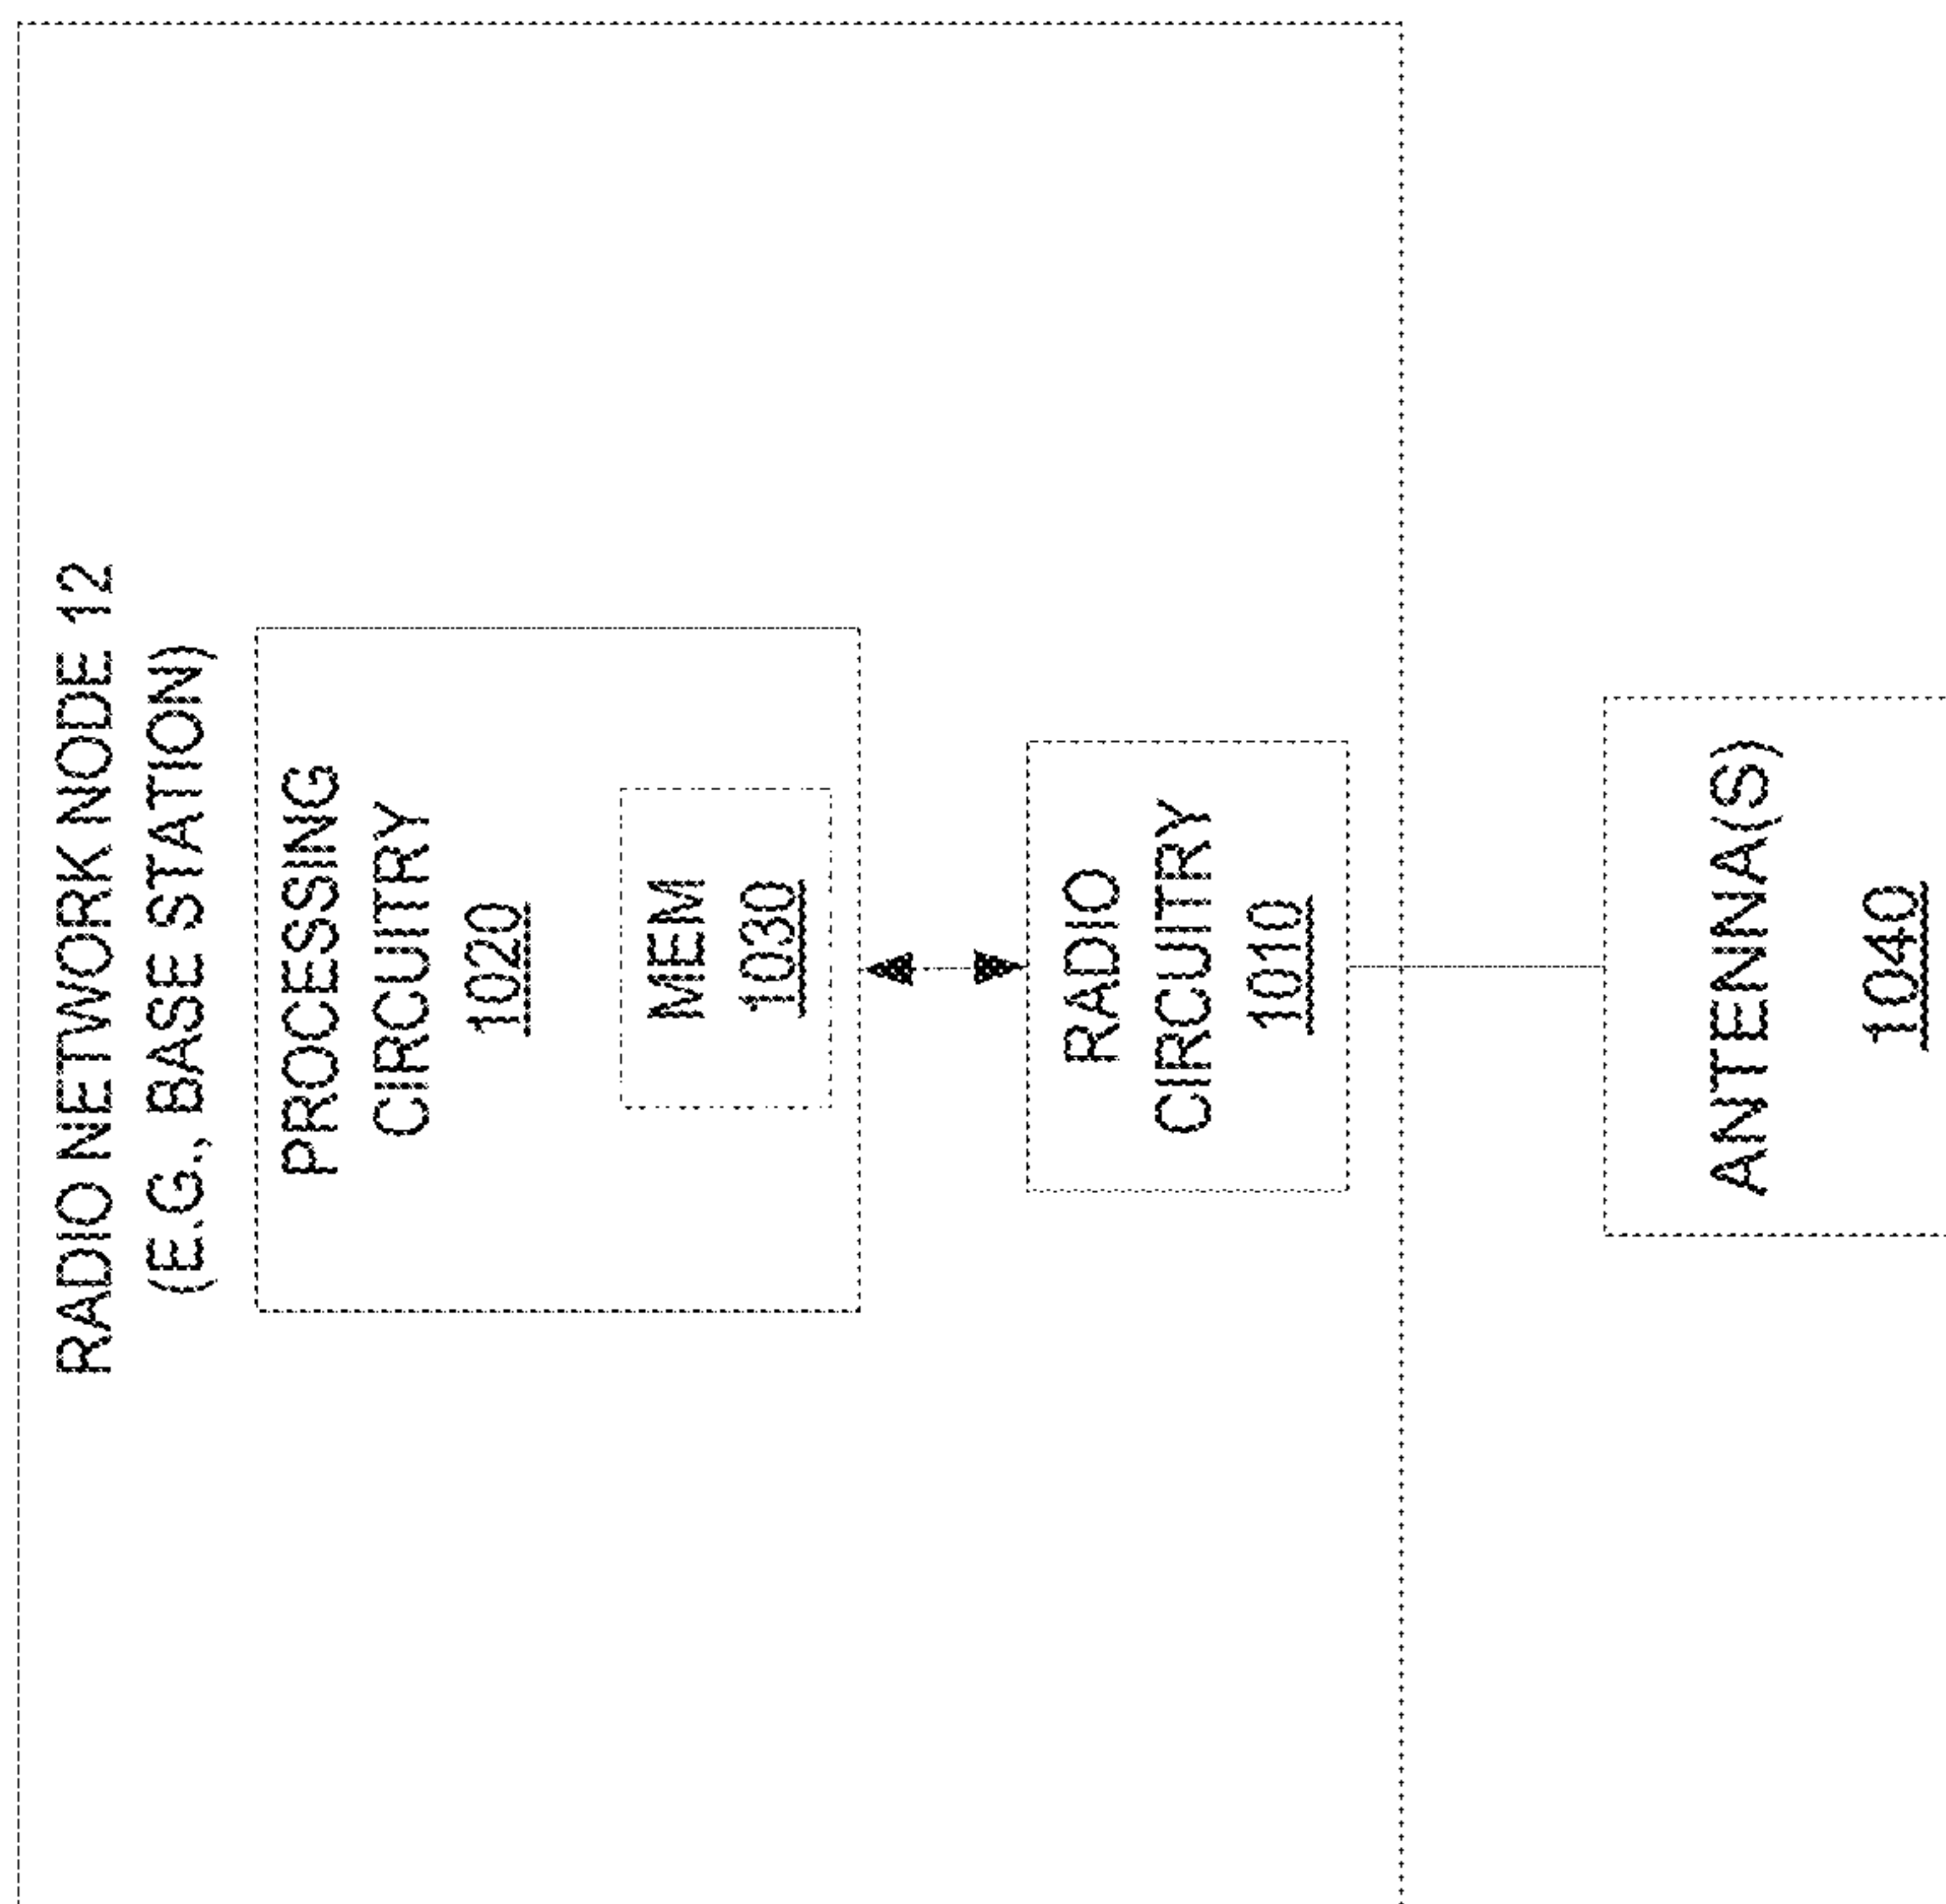 RADIO NETWORK NODE 12
(E.G., BASE STATION)
PROCESSING
CIRCUITRY
1020
MEM
1030
RADIO
CIRCUITRY
1010
ANTENNA(S)
1040